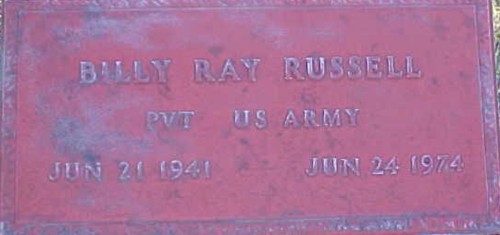 BILLY RAY RUSSELL
PVT US ARMY
JUN 21 1941 JUN 24 1974